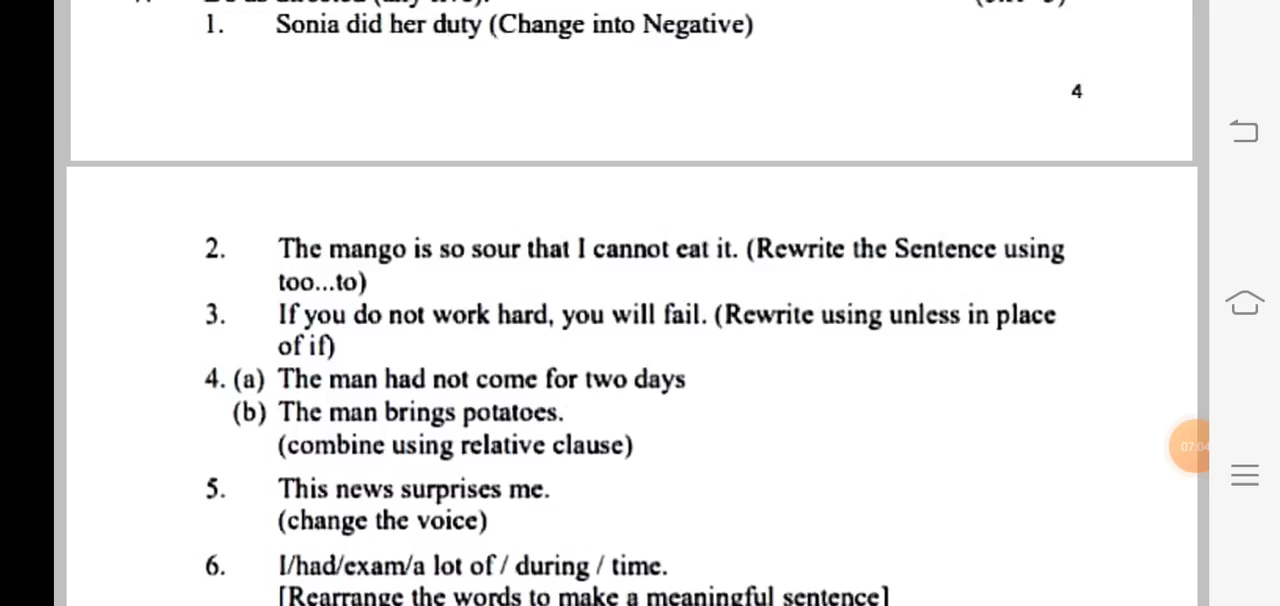 1. Sonia did her duty (Change into Negative)
4
2. The mango is so sour that I cannot eat it. (Rewrite the Sentence using
too...to)
3. If you do not work hard, you will fail. (Rewrite using unless in place
of if)
4. (a) The man had not come for two days
(b) The man brings potatoes.
(combine using relative clause)
07:04
5. This news surprises me.
(change the voice)
6. I/had/exam/a lot of / during / time.
[Rearrange the words to make a meaningful sentence]